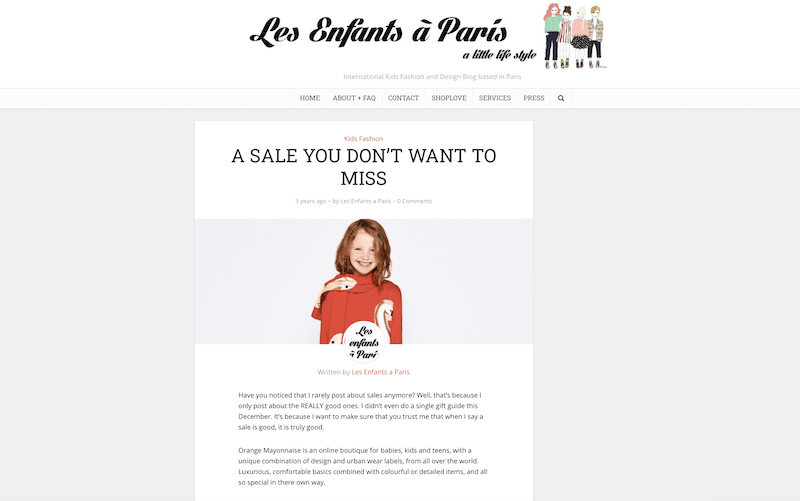 Les Enfants à Paris
a little life style
International Kids Fashion and Design Blog based in Paris
HOME ABOUT + FAQ CONTACT SHOPLOVE SERVICES PRESS
Kids Fashion
A SALE YOU DON’T WANT TO
MISS
3 years ago • by Les Enfants a Paris • 0 Comments
Les
enfants
à Pari
Written by Les Enfants a Paris
Have you noticed that I rarely post about sales anymore? Well, that’s because I
only post about the REALLY good ones. I didn’t even do a single gift guide this
December. It’s because I want to make sure that you trust me that when I say a
sale is good, it is truly good.
Orange Mayonnaise is an online boutique for babies, kids and teens, with a
unique combination of design and urban wear labels, from all over the world.
Luxurious, comfortable basics combined with colourful or detailed items, and all
so special in there own way.